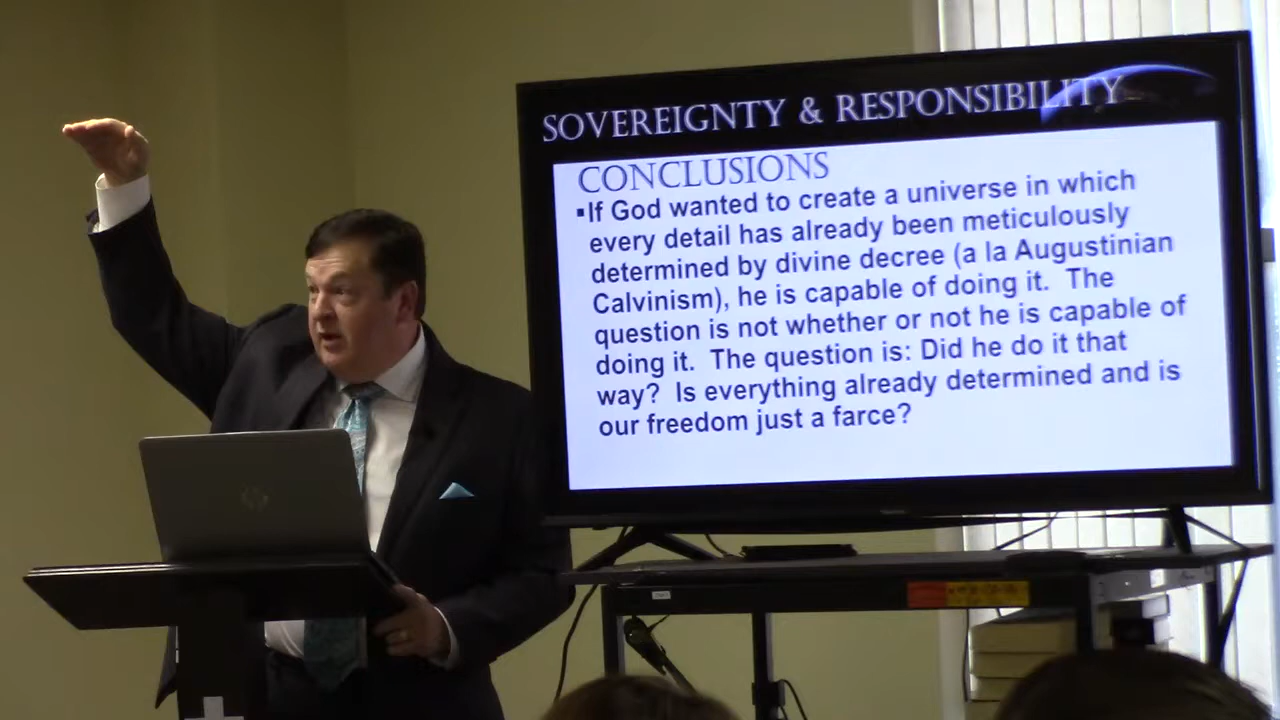 SOVEREIGNTY & RESPONSIBILITY
CONCLUSIONS
▪If God wanted to create a universe in which
every detail has already been meticulously
determined by divine decree (a la Augustinian
Calvinism), he is capable of doing it. The
question is not whether or not he is capable of
doing it. The question is: Did he do it that
way? Is everything already determined and is
our freedom just a farce?